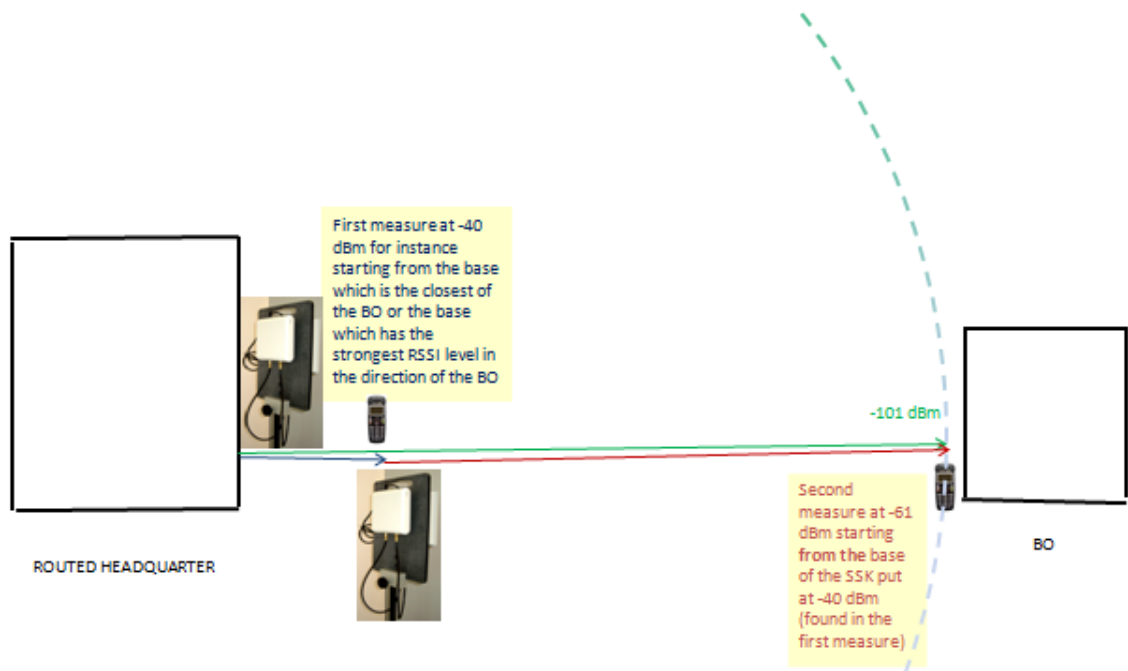 First measure at -40
dBm for instance
starting from the base
which is the closest of
the BO or the base
which has the
strongest RSSI level in
the direction of the BO
-101 dBm
Second
measure at -61
dBm starting
from the base
of the SSK put
at -40 dBm
(found in the
first measure)
BO
ROUTED HEADQUARTER